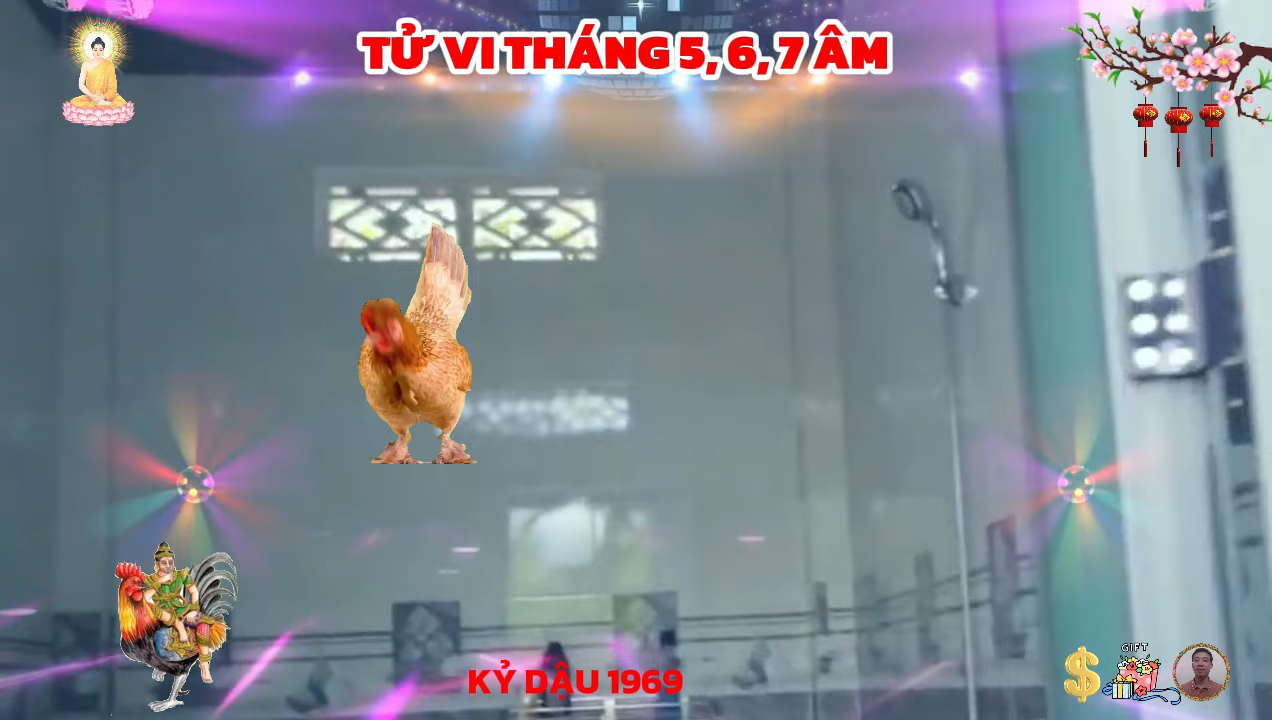 TỬ VI THÁNG 5, 6, 7 ÂM
GIFT
KỶ DẬU 1969